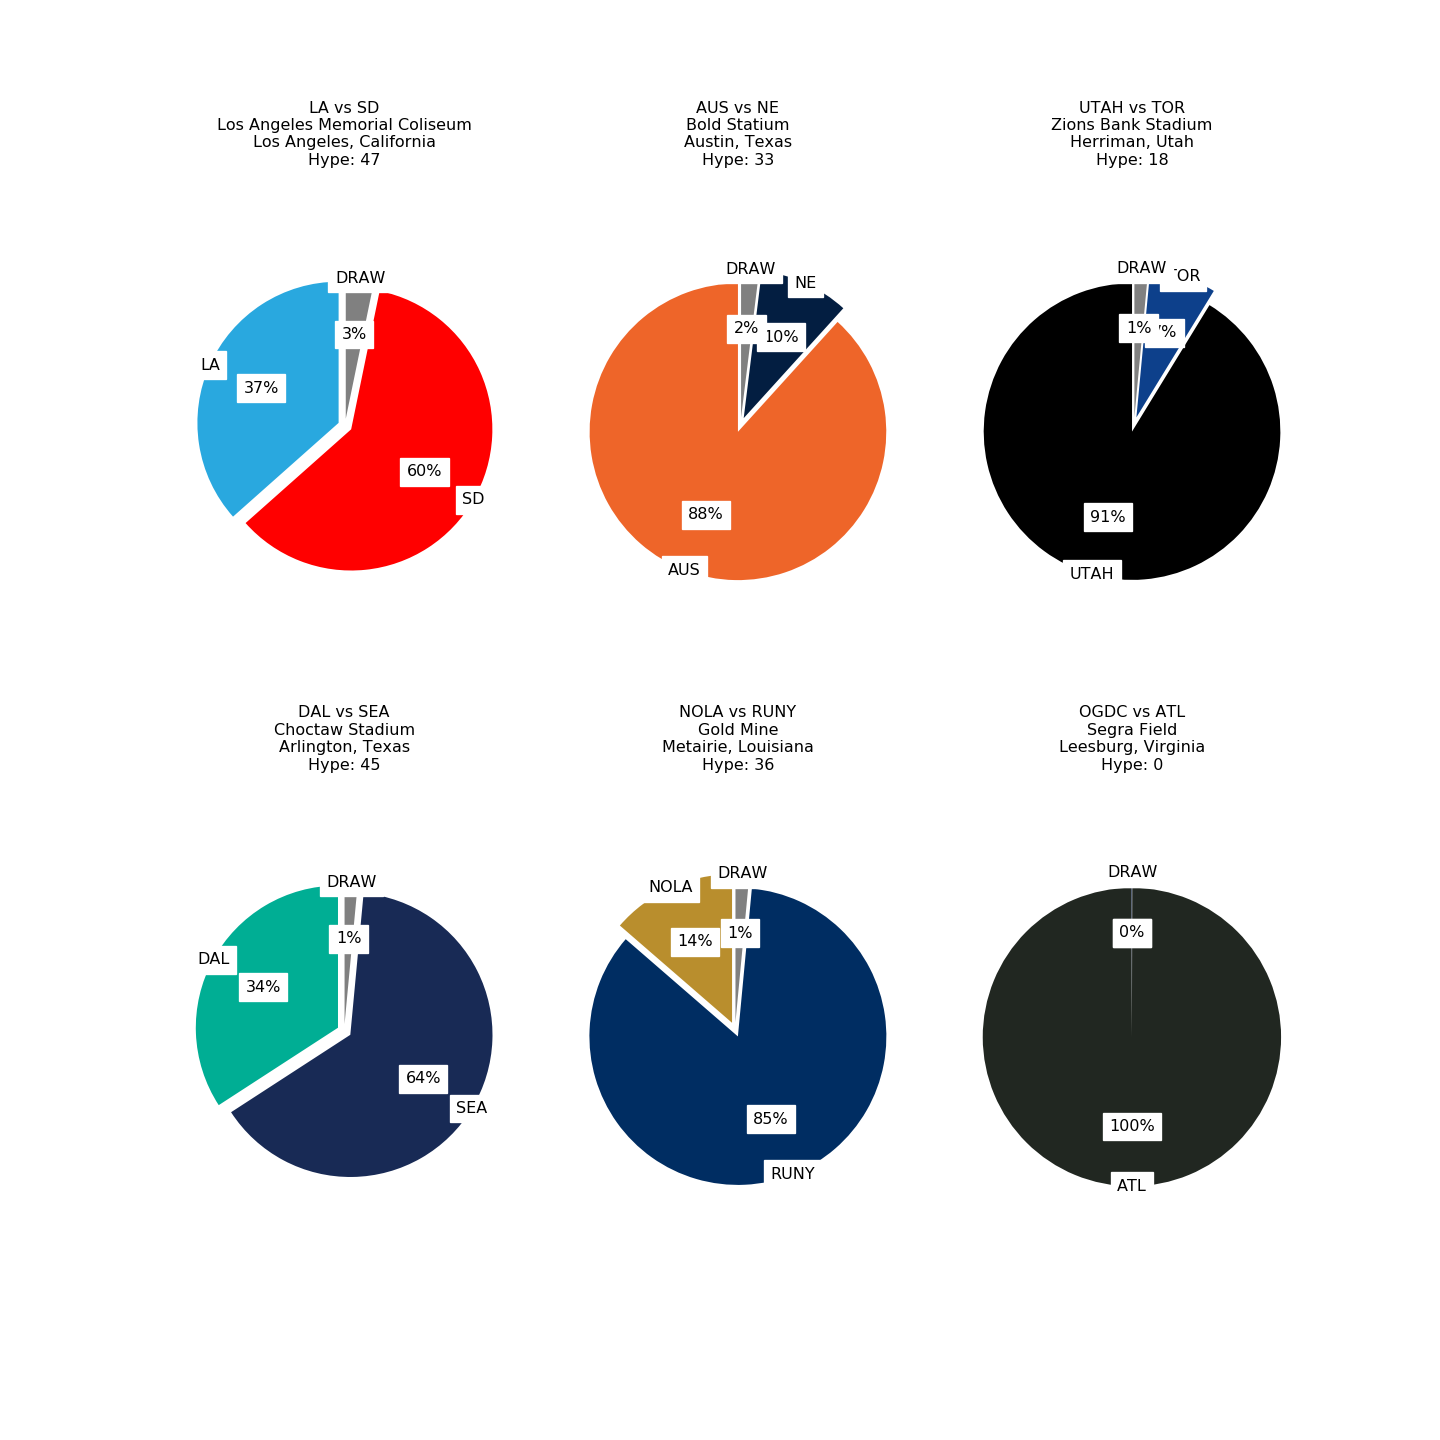 LA vs SD
Los Angeles Memorial Coliseum
Los Angeles, California
Hype: 47
DRAW
3%
LA
37%
60%
SD
AUS vs NE
Bold Statium
Austin, Texas
Hype: 33
DRAW
NE
2%
10%
88%
AUS
UTAH vs TOR
Zions Bank Stadium
Herriman, Utah
Hype: 18
DRAW
OR
1%
%
91%
UTAH
DAL vs SEA
Choctaw Stadium
Arlington, Texas
Hype: 45
DRAW
1%
DAL
34%
64%
SEA
NOLA vs RUNY
Gold Mine
Metairie, Louisiana
Hype: 36
DRAW
NOLA
14%
1%
85%
RUNY
OGDC vs ATL
Segra Field
Leesburg, Virginia
Hype: 0
DRAW
0%
100%
ATL